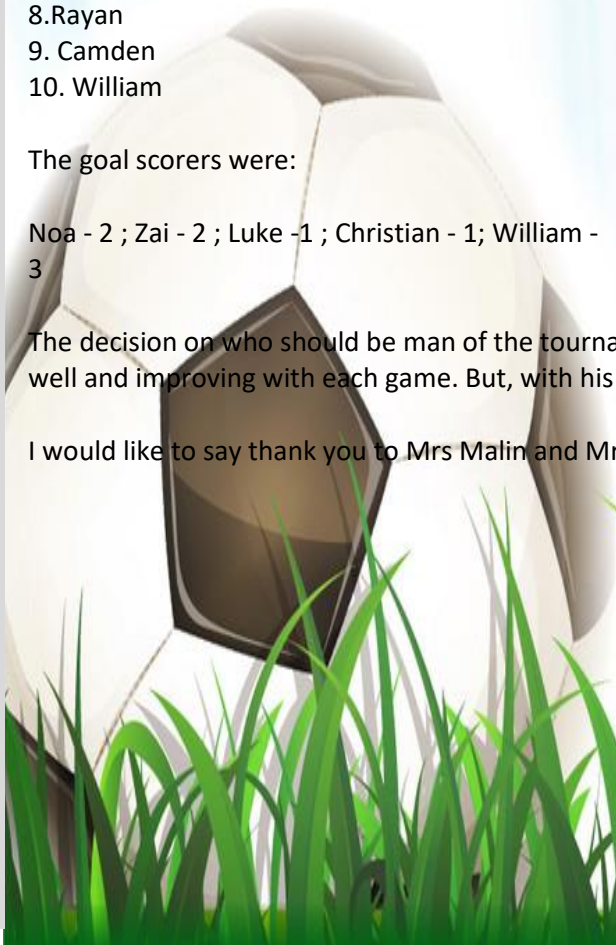 8.Rayan
9. Camden
10. William
The goal scorers were:
Noa - 2 ; Zai - 2 ; Luke -1 ; Christian - 1; William -
3
The decision on who should be man of the tourna
well and improving with each game. But, with his
I would like to say thank you to Mrs Malin and Mr